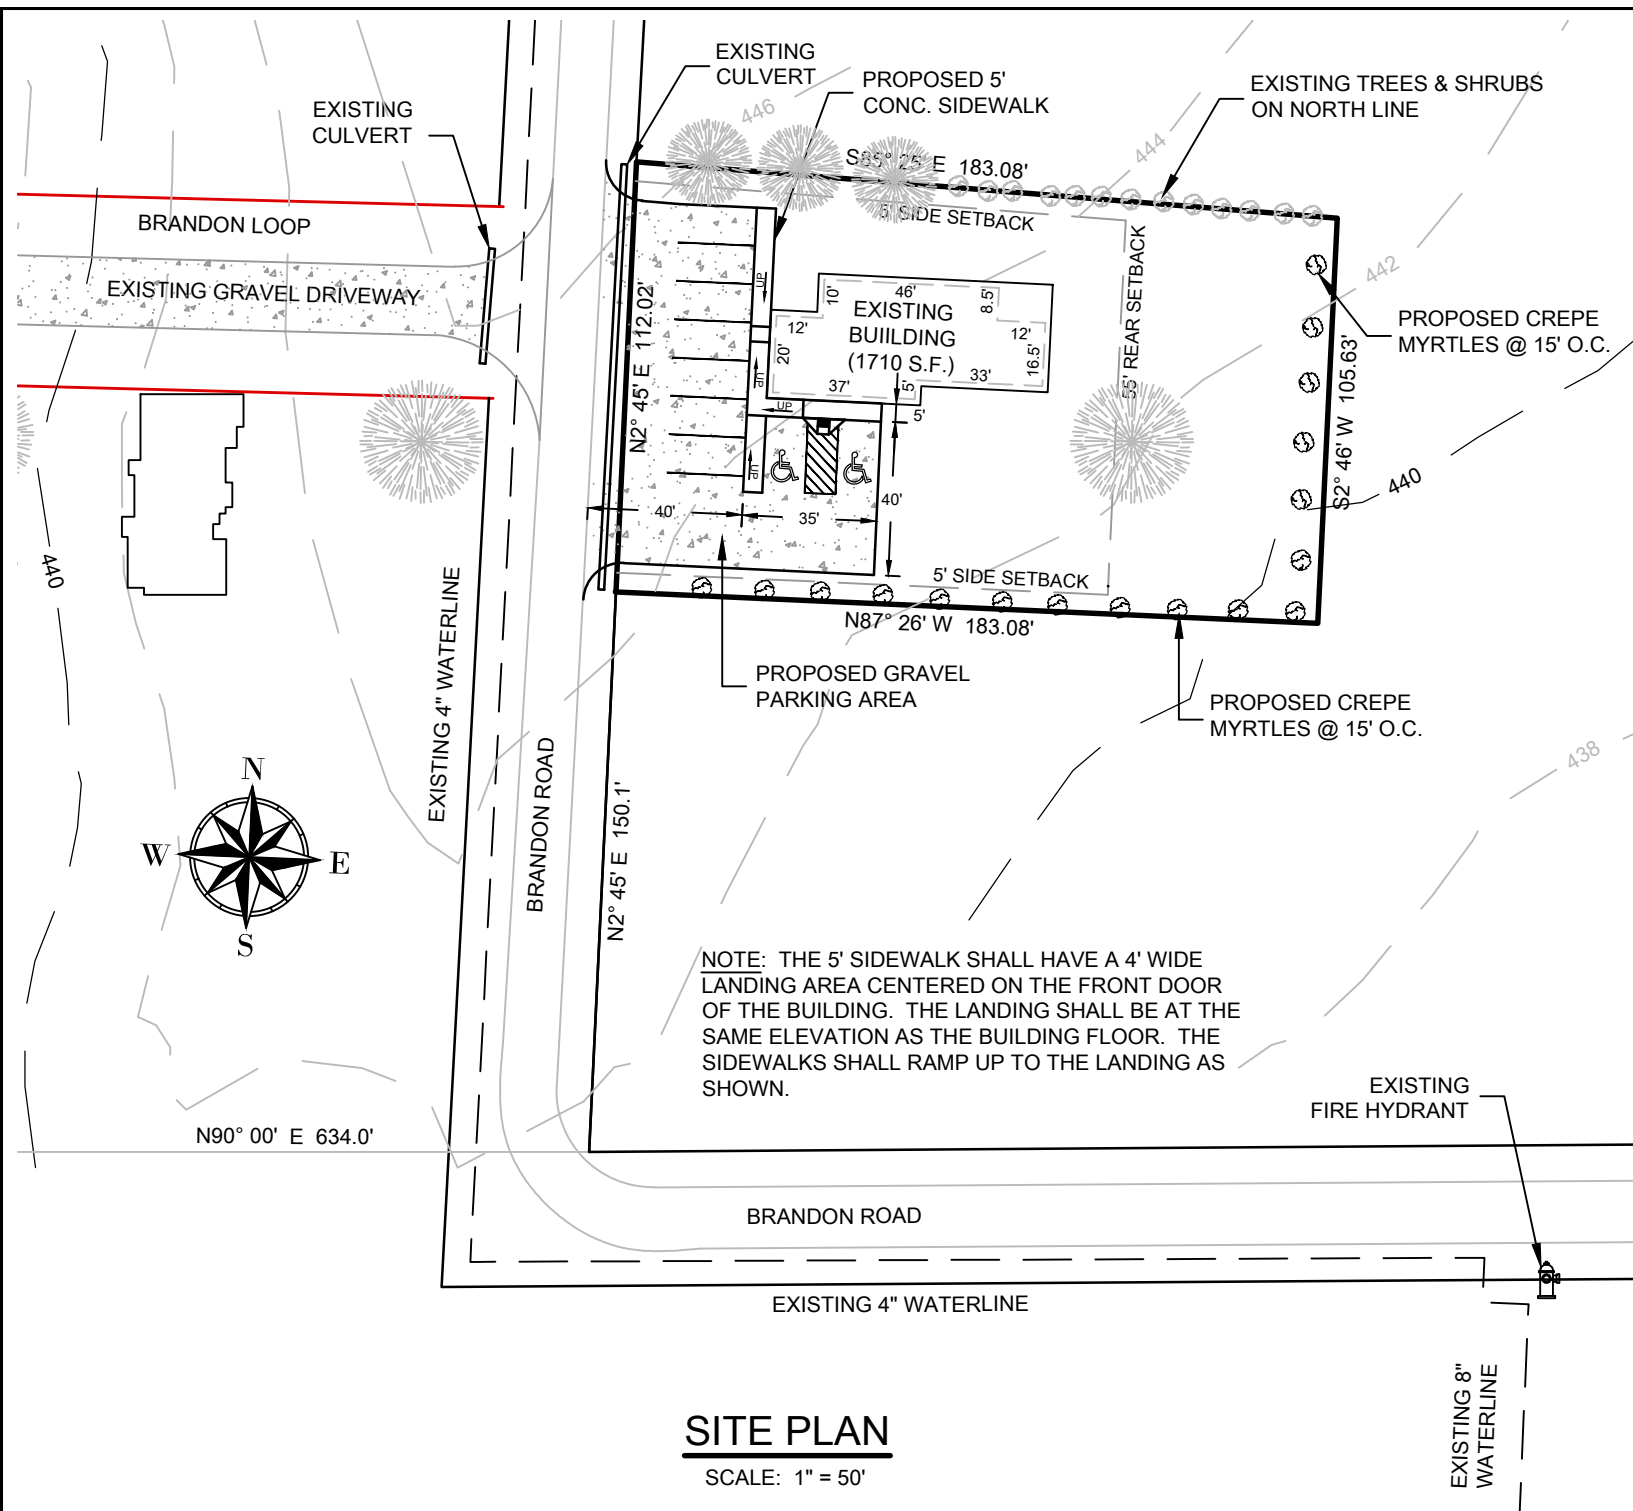 EXISTING
CULVERT
PROPOSED 5'
CONC. SIDEWALK
EXISTING TREES & SHRUBS
ON NORTH LINE
EXISTING
CULVERT
446
444
S85° 25' E 183.08'
5' SIDE SETBACK
BRANDON LOOP
EXISTING GRAVEL DRIVEWAY
N2° 45' E 112.02'
UP
10'
46'
8.5'
EXISTING
BUIILDING
(1710 S.F.)
12'
12'
20'
16.5'
37'
5'
33'
UP
UP
5'
UP
55' REAR SETBACK
442
PROPOSED CREPE
MYRTLES @ 15' O.C.
S2° 46' W 105.63'
440
40'
35'
40'
5' SIDE SETBACK
N87° 26' W 183.08'
440
EXISTING 4" WATERLINE
PROPOSED GRAVEL
PARKING AREA
PROPOSED CREPE
MYRTLES @ 15' O.C.
438
N
W
E
S
BRANDON ROAD
N2° 45' E 150.1'
NOTE: THE 5' SIDEWALK SHALL HAVE A 4' WIDE
LANDING AREA CENTERED ON THE FRONT DOOR
OF THE BUILDING. THE LANDING SHALL BE AT THE
SAME ELEVATION AS THE BUILDING FLOOR. THE
SIDEWALKS SHALL RAMP UP TO THE LANDING AS
SHOWN.
EXISTING
FIRE HYDRANT
N90° 00' E 634.0'
BRANDON ROAD
EXISTING 4" WATERLINE
EXISTING 8"
WATERLINE
SITE PLAN
SCALE: 1" = 50'